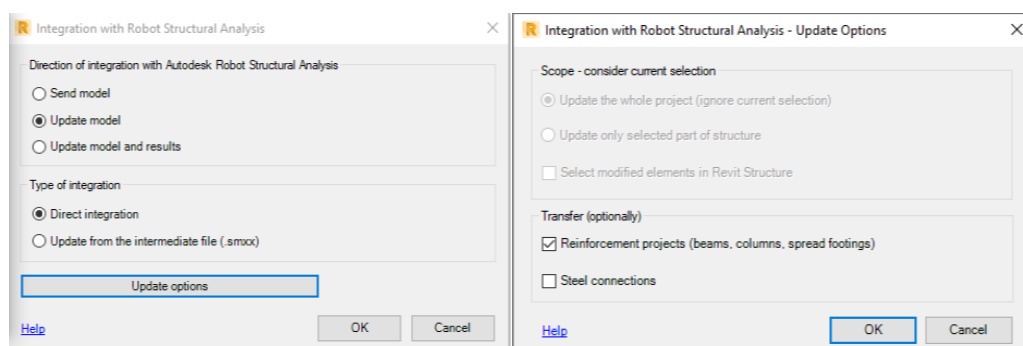 Integration with Robot Structural Analysis
Direction of integration with Autodesk Robot Structural Analysis
Send model
Update model
Update model and results
Type of integration
Direct integration
Update from the intermediate file (.smxx)
Update options
Help
OK
Cancel
Integration with Robot Structural Analysis - Update Options
Scope - consider current selection
Update the whole project (ignore current selection)
Update only selected part of structure
Select modified elements in Revit Structure
Transfer (optionally)
Reinforcement projects (beams, columns, spread footings)
Steel connections
Help
OK
Cancel